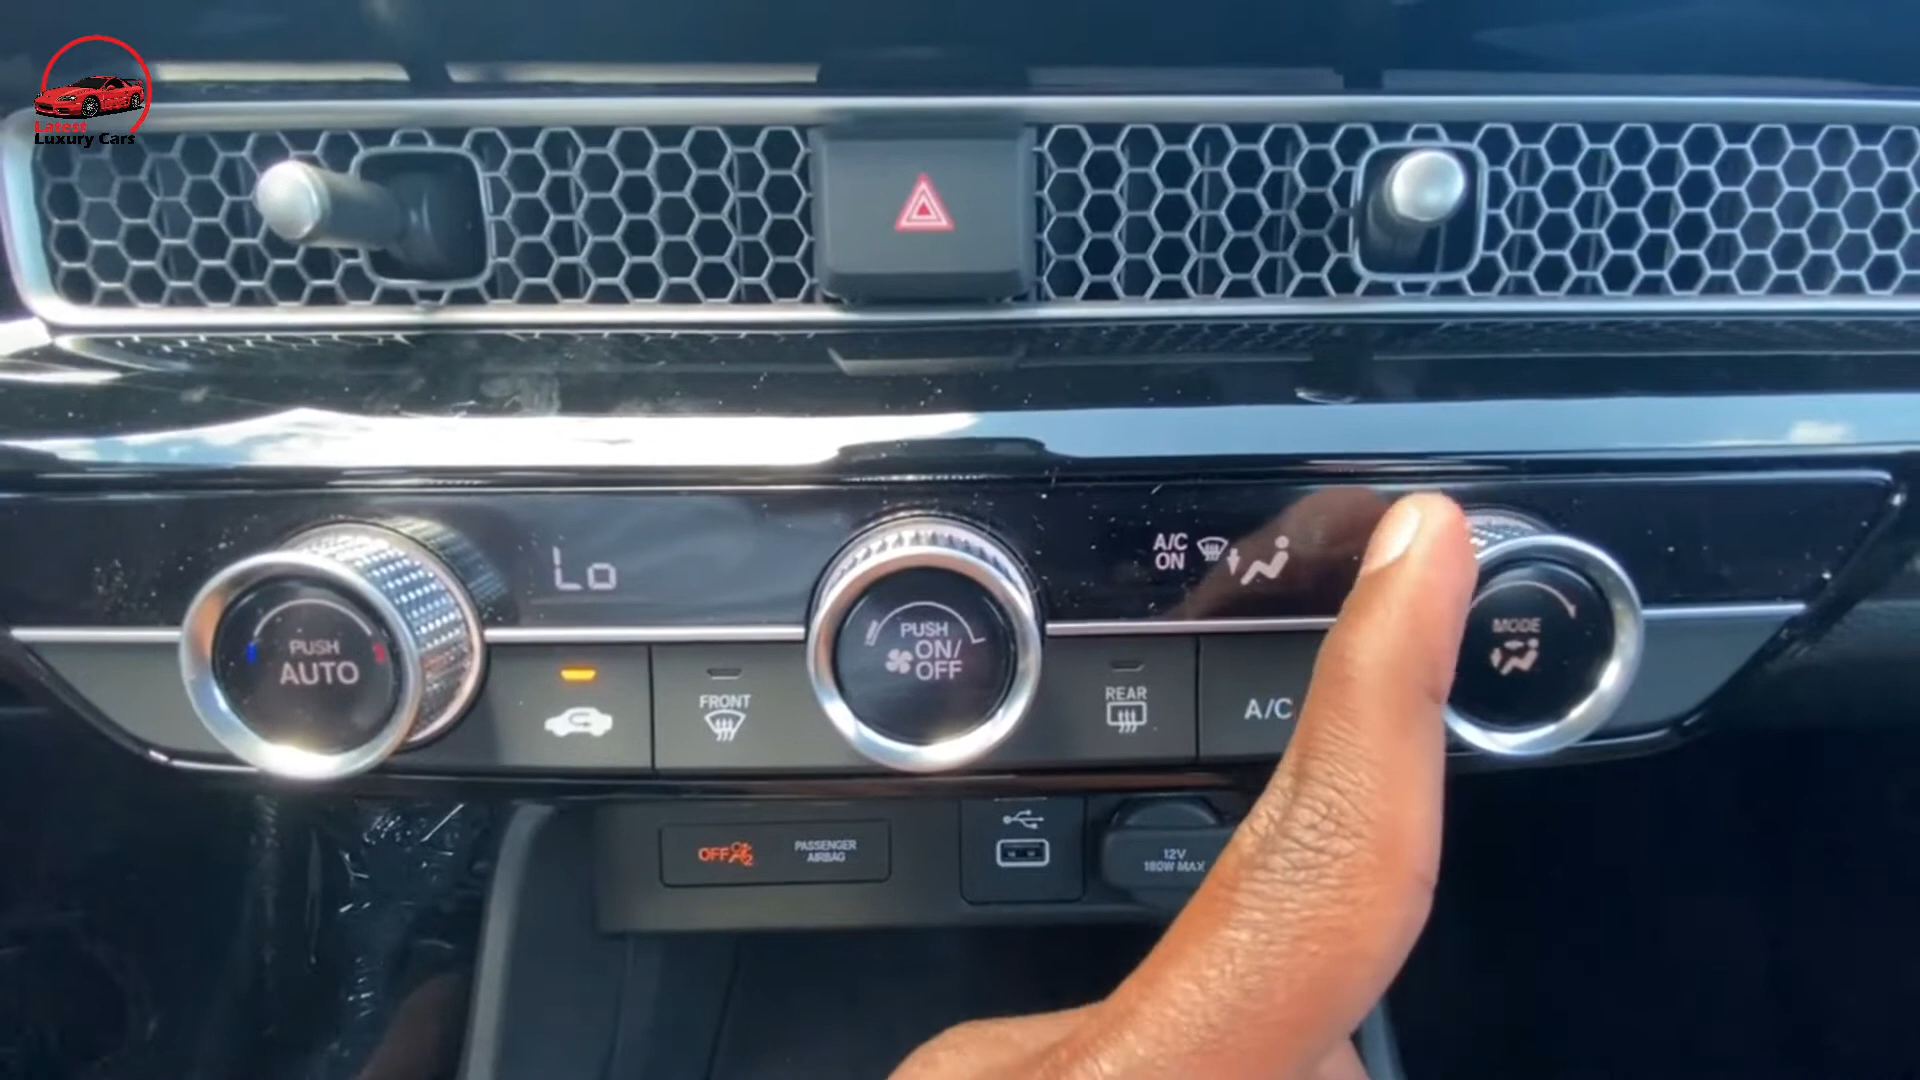 Latest
Luxury Cars
Lo
A/C
ON
PUSH
AUTO
PUSH
ON/
OFF
MODE
FRONT
REAR
A/C
OFF
PASSENGER
AIRBAG
12V
180W MAX